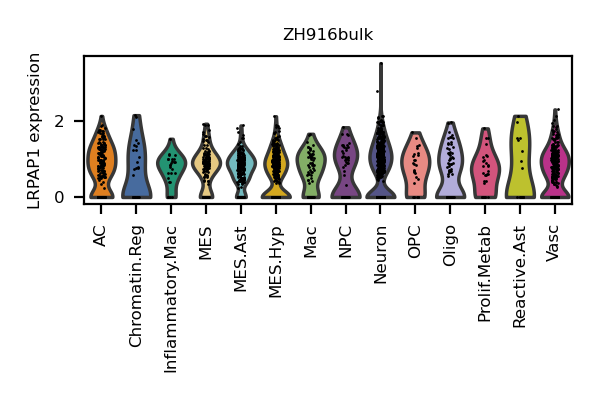 ZH916bulk
LRPAP1 expression
2
0
AC
Chromatin.Reg
Inflammatory.Mac
MES
MES.Ast
MES.Hyp
Mac
NPC
Neuron
OPC
Oligo
Prolif.Metab
Reactive.Ast
Vasc